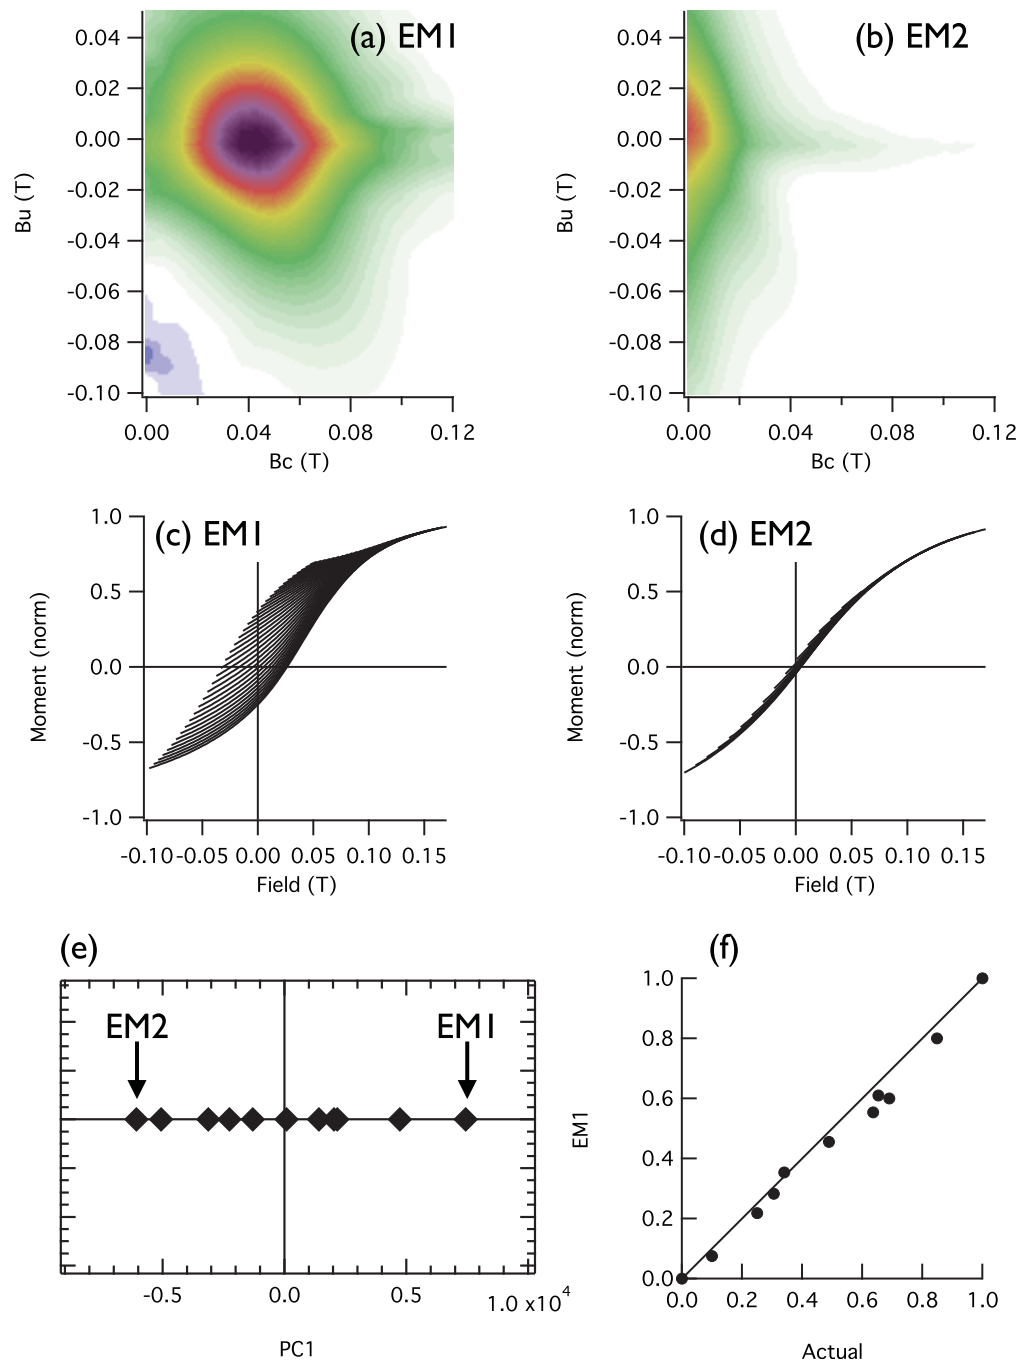 (a) EM1
0.04
0.02
0.00
-0.02
-0.04
-0.06
-0.08
-0.10
Bu (T)
0.00 0.04 0.08 0.12
Bc (T)
(b) EM2
0.04
0.02
0.00
-0.02
-0.04
-0.06
-0.08
-0.10
Bu (T)
0.00 0.04 0.08 0.12
Bc (T)
(c) EM1
1.0
0.5
0.0
-0.5
-1.0
Moment (norm)
-0.10 -0.05 0.00 0.05 0.10 0.15
Field (T)
(d) EM2
1.0
0.5
0.0
-0.5
-1.0
Moment (norm)
-0.10 -0.05 0.00 0.05 0.10 0.15
Field (T)
(e)
EM2 EM1
-0.5 0.0 0.5 1.0 x10^4
PC1
(f)
1.0
0.8
0.6
0.4
0.2
0.0
EM1
0.0 0.2 0.4 0.6 0.8 1.0
Actual